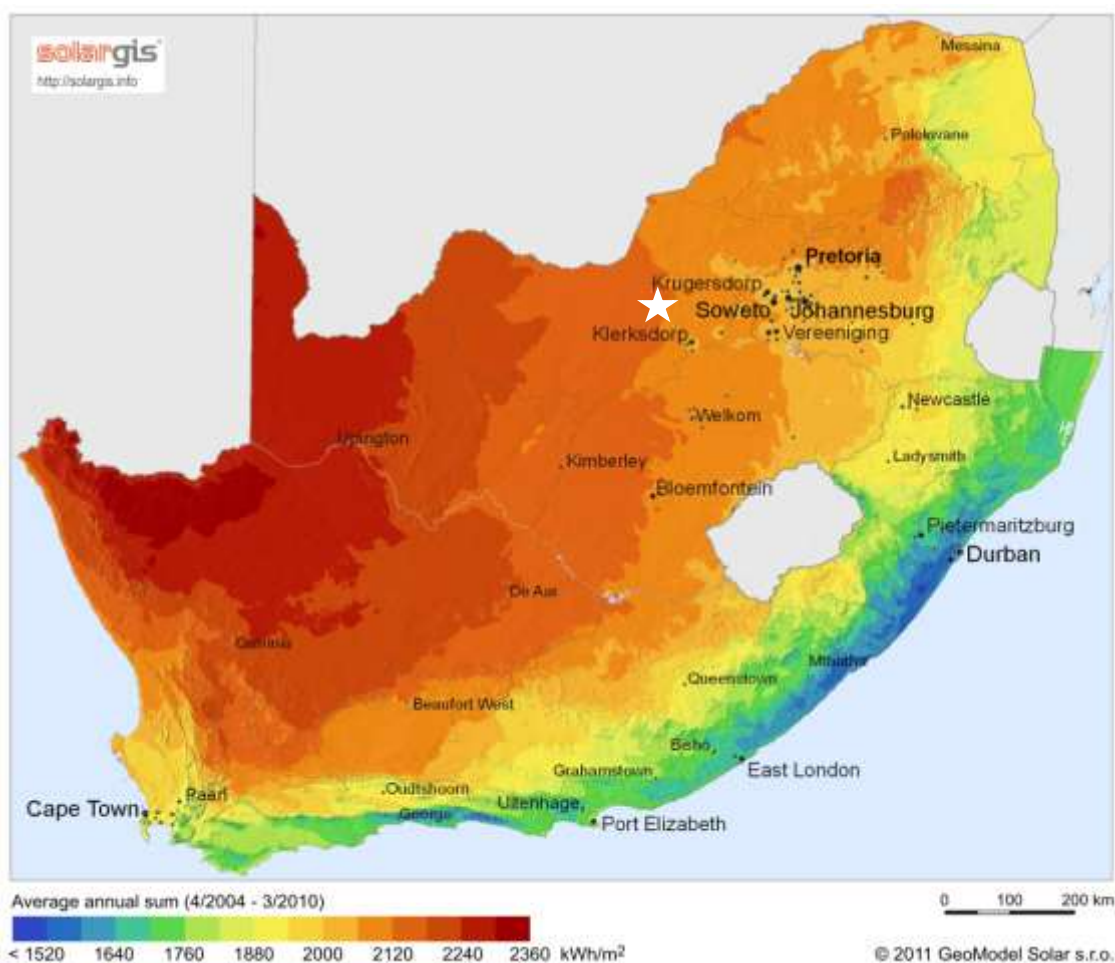 solargis
http://solargis.info
Messina
Polokwane
Pretoria
Krugersdorp
Soweto
Johannesburg
Klerksdorp
Vereeniging
Newcastle
Welkom
Upington
Kimberley
Ladysmith
Bloemfontein
Pietermaritzburg
Durban
De Aar
Calvinia
Mthatha
Queenstown
Beaufort West
Bisho
East London
Grahamstown
Oudtshoorn
Paarl
Uitenhage
Cape Town
George
Port Elizabeth
Average annual sum (4/2004 - 3/2010)
0 100 200 km
< 1520 1640 1760 1880 2000 2120 2240 2360 kWh/m²
© 2011 GeoModel Solar s.r.o.